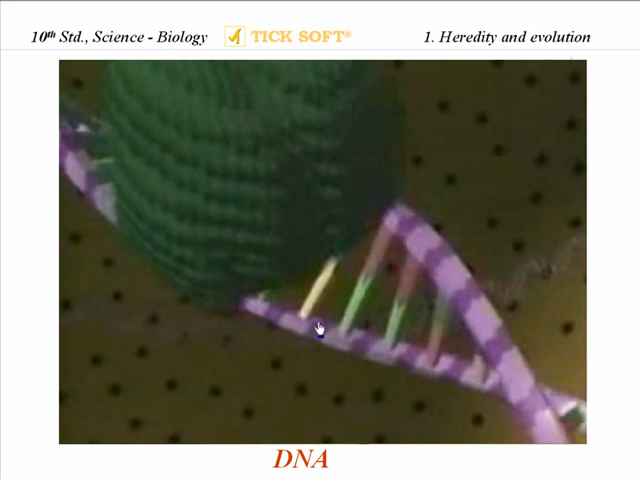 10th Std., Science - Biology
TICK SOFT®
1. Heredity and evolution
DNA